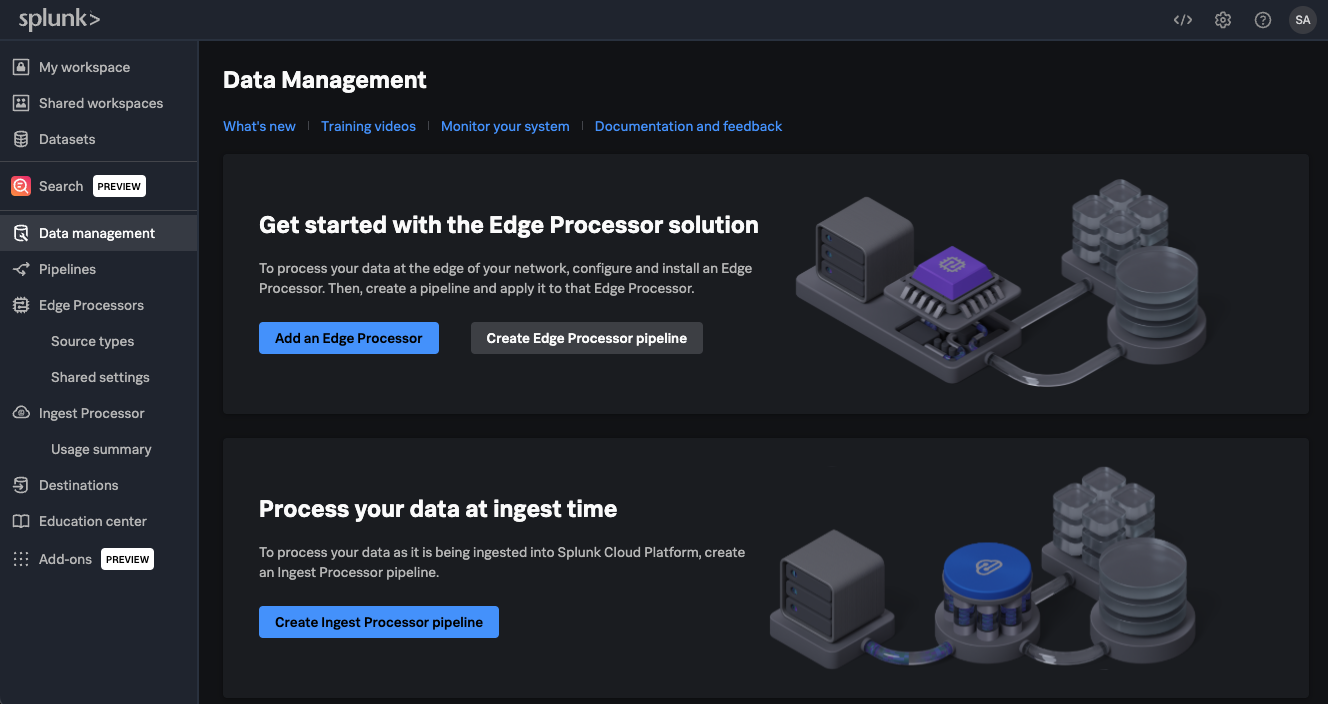 splunk>
</>
SA
My workspace
Shared workspaces
Datasets
Search PREVIEW
Data management
Pipelines
Edge Processors
Source types
Shared settings
Ingest Processor
Usage summary
Destinations
Education center
Add-ons PREVIEW
Data Management
What's new | Training videos | Monitor your system | Documentation and feedback
Get started with the Edge Processor solution
To process your data at the edge of your network, configure and install an Edge
Processor. Then, create a pipeline and apply it to that Edge Processor.
Add an Edge Processor
Create Edge Processor pipeline
Process your data at ingest time
To process your data as it is being ingested into Splunk Cloud Platform, create
an Ingest Processor pipeline.
Create Ingest Processor pipeline